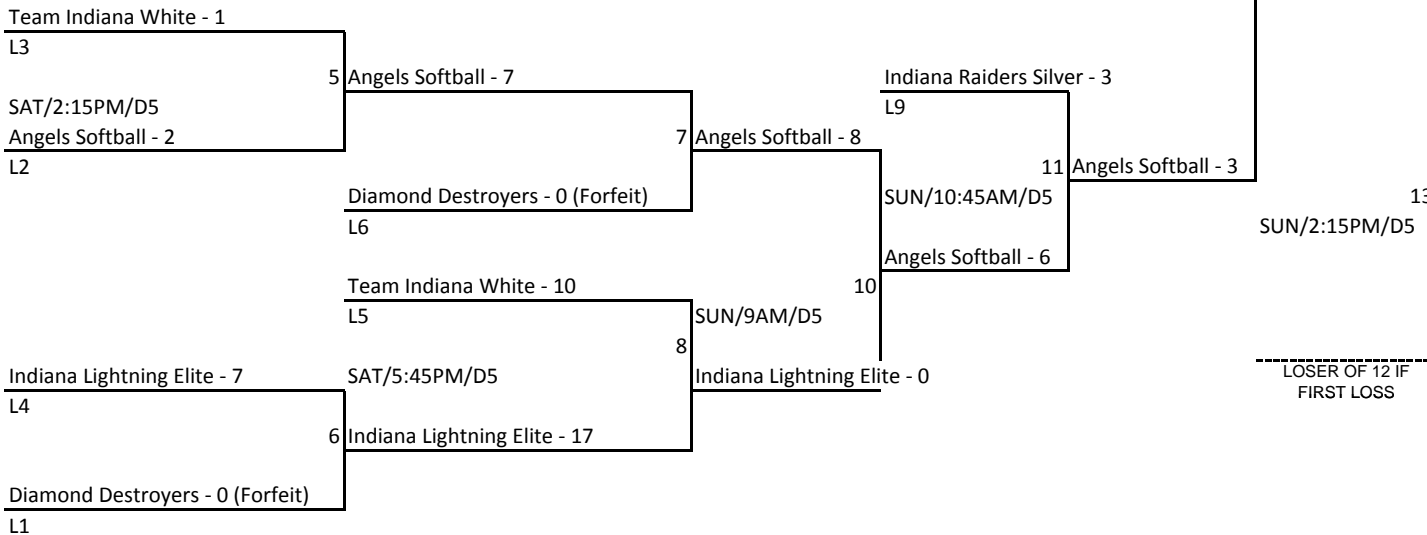 Team Indiana White - 1
L3
5 Angels Softball - 7
Indiana Raiders Silver - 3
SAT/2:15PM/D5
L9
Angels Softball - 2
7 Angels Softball - 8
L2
11 Angels Softball - 3
Diamond Destroyers - 0 (Forfeit)
SUN/10:45AM/D5
13
L6
SUN/2:15PM/D5
Angels Softball - 6
Team Indiana White - 10
10
L5
SUN/9AM/D5
8
Indiana Lightning Elite - 7
SAT/5:45PM/D5
Indiana Lightning Elite - 0
LOSER OF 12 IF
FIRST LOSS
L4
6 Indiana Lightning Elite - 17
Diamond Destroyers - 0 (Forfeit)
L1